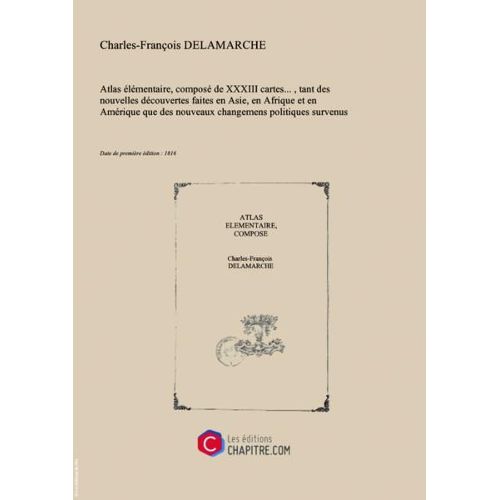 Charles-François DELAMARCHE
Atlas élémentaire, composé de XXXIII cartes... , tant des
nouvelles découvertes faites en Asie, en Afrique et en
Amérique que des nouveaux changemens politiques survenus
Date de première édition : 1816
ATLAS
ELEMENTAIRE,
COMPOSE
Charles-François
DELAMARCHE
C
Les éditions
CHAPITRE.COM